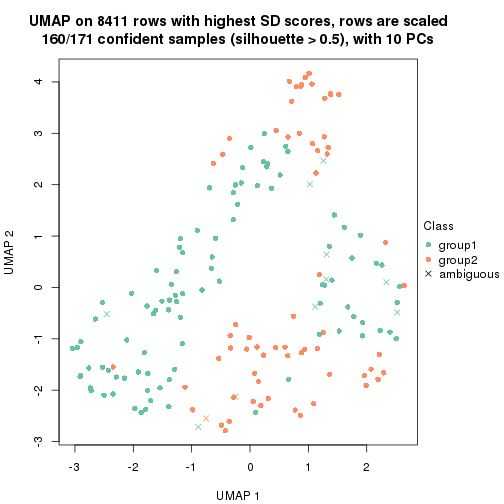 UMAP on 8411 rows with highest SD scores, rows are scaled
160/171 confident samples (silhouette > 0.5), with 10 PCs
4
3
2
1
0
-1
-2
-3
UMAP 2
-3
-2
-1
0
1
2
UMAP 1
Class
group1
group2
ambiguous